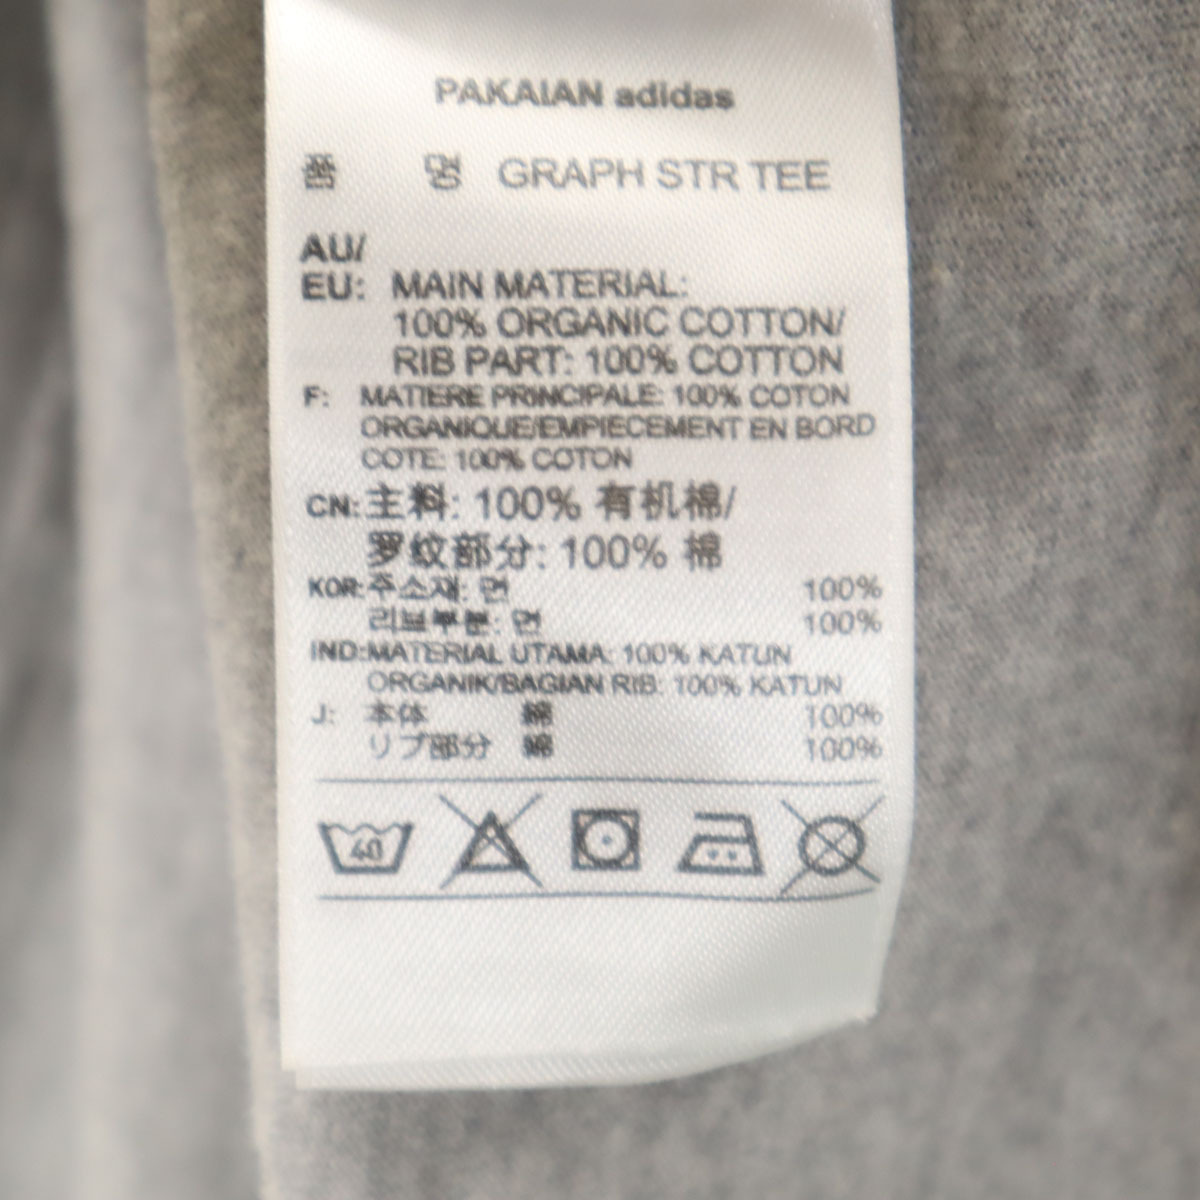 PAKAIAN adidas
품 명 GRAPH STR TEE
AU/
EU: MAIN MATERIAL:
100% ORGANIC COTTON/
RIB PART: 100% COTTON
F: MATIERE PRINCIPALE: 100% COTON
ORGANIQUE/EMPIECEMENT EN BORD
COTE: 100% COTON
CN: 主料: 100% 有机棉/
罗纹部分: 100% 棉
KOR: 주소재: 면 100%
리브부분: 면 100%
IND: MATERIAL UTAMA: 100% KATUN
ORGANIK/BAGIAN RIB: 100% KATUN
J: 本体 綿 100%
リブ部分 綿 100%
40